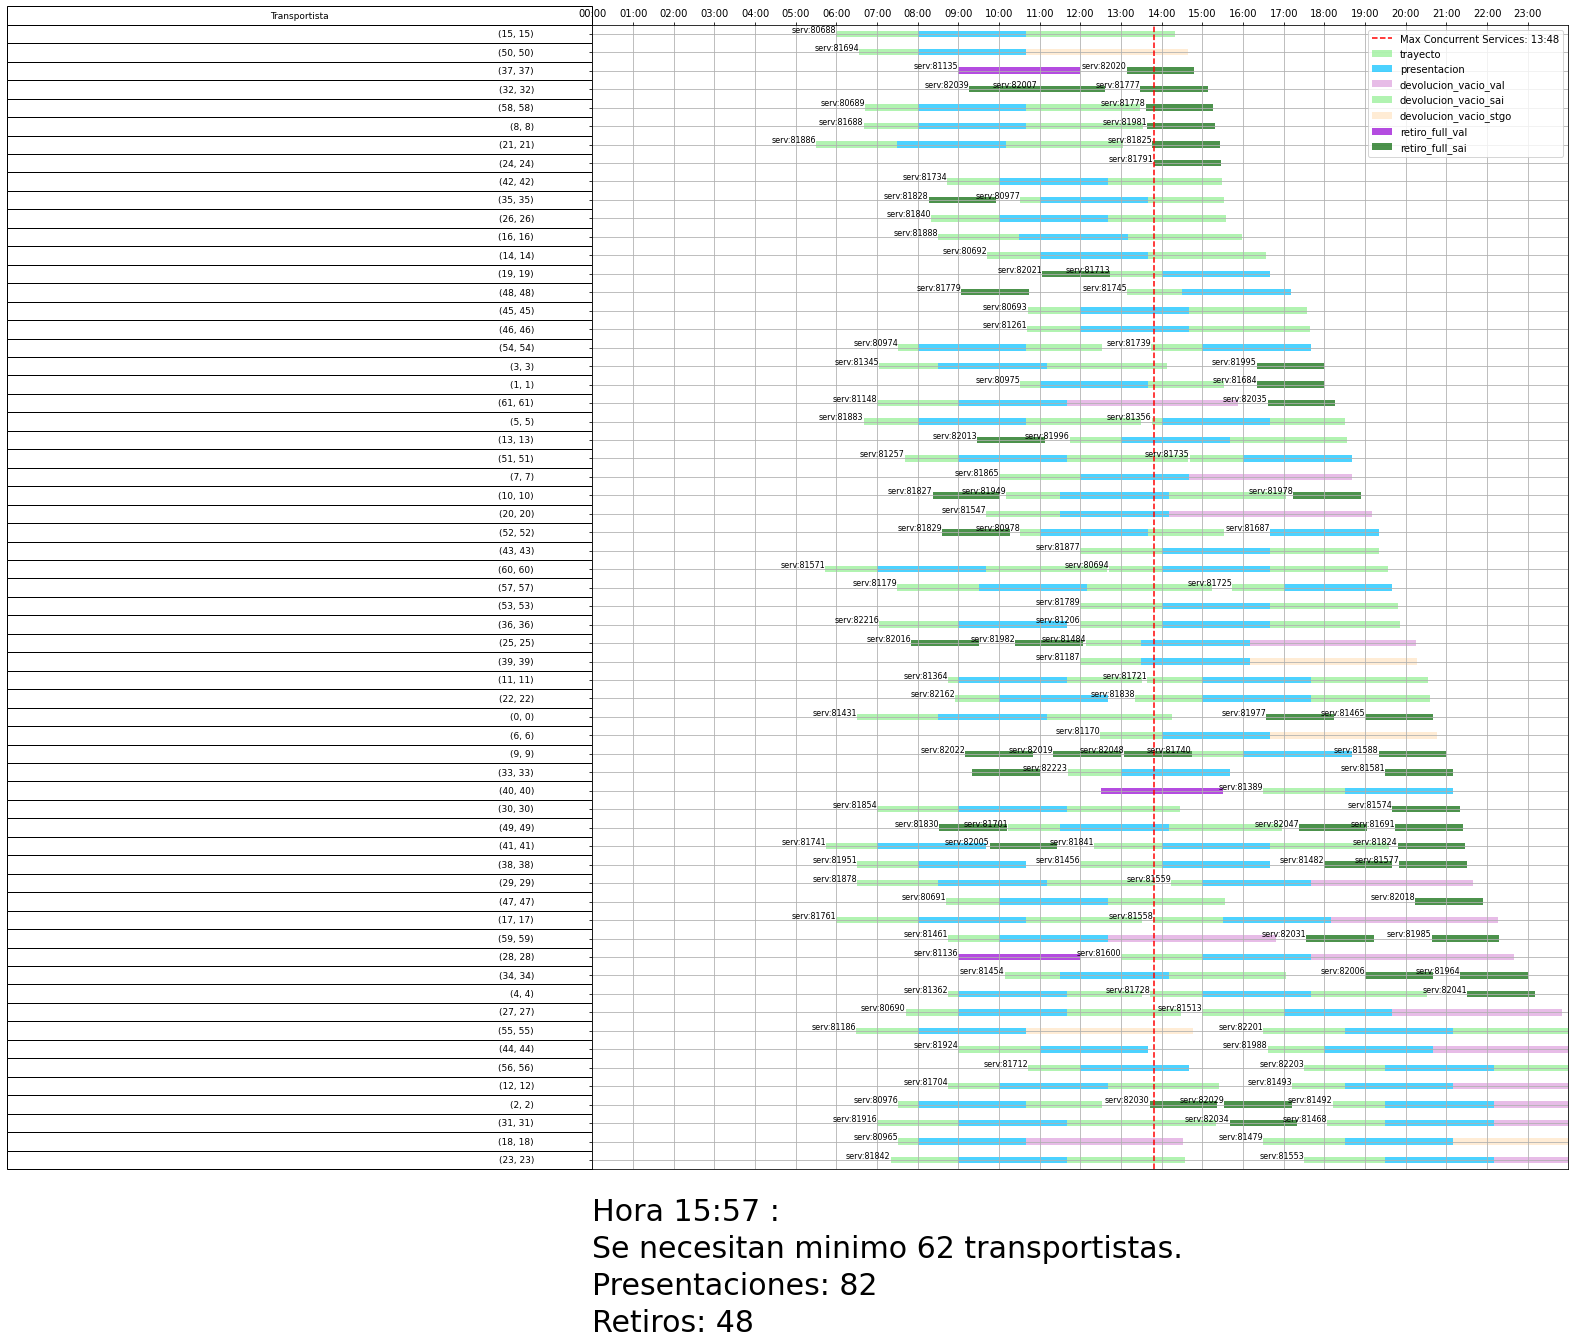 Transportista
00:00 01:00 02:00 03:00 04:00 05:00 06:00 07:00 08:00 09:00 10:00 11:00 12:00 13:00 14:00 15:00 16:00 17:00 18:00 19:00 20:00 21:00 22:00 23:00
Max Concurrent Services: 13:48
trayecto
presentacion
devolucion_vacio_val
devolucion_vacio_sai
devolucion_vacio_stgo
retiro_full_val
retiro_full_sai
(15, 15) serv:80688
(50, 50) serv:81694
(37, 37) serv:81135 serv:82020
(32, 32) serv:82039 serv:82007 serv:81777
(58, 58) serv:80689 serv:81778
(8, 8) serv:81688 serv:81981
(21, 21) serv:81886 serv:81825
(24, 24) serv:81791
(42, 42) serv:81734
(35, 35) serv:81828 serv:80977
(26, 26) serv:81840
(16, 16) serv:81888
(14, 14) serv:80692
(19, 19) serv:82021 serv:81713
(48, 48) serv:81779 serv:81745
(45, 45) serv:80693
(46, 46) serv:81261
(54, 54) serv:80974 serv:81739
(3, 3) serv:81345 serv:81995
(1, 1) serv:80975 serv:81684
(61, 61) serv:81148 serv:82035
(5, 5) serv:81883 serv:81356
(13, 13) serv:82013 serv:81996
(51, 51) serv:81257 serv:81735
(7, 7) serv:81865
(10, 10) serv:81827 serv:81949 serv:81978
(20, 20) serv:81547
(52, 52) serv:81829 serv:80978 serv:81687
(43, 43) serv:81877
(60, 60) serv:81571 serv:80694
(57, 57) serv:81179 serv:81725
(53, 53) serv:81789
(36, 36) serv:82216 serv:81206
(25, 25) serv:82016 serv:81982 serv:81484
(39, 39) serv:81187
(11, 11) serv:81364 serv:81721
(22, 22) serv:82162 serv:81838
(0, 0) serv:81431 serv:81977 serv:81465
(6, 6) serv:81170
(9, 9) serv:82022 serv:82019 serv:82048 serv:81740 serv:81588
(33, 33) serv:82223 serv:81581
(40, 40) serv:81389
(30, 30) serv:81854 serv:81574
(49, 49) serv:81830 serv:81701 serv:82047 serv:81691
(41, 41) serv:81741 serv:82005 serv:81841 serv:81824
(38, 38) serv:81951 serv:81456 serv:81482 serv:81577
(29, 29) serv:81878 serv:81559
(47, 47) serv:80691 serv:82018
(17, 17) serv:81761 serv:81558
(59, 59) serv:81461 serv:82031 serv:81985
(28, 28) serv:81136 serv:81600
(34, 34) serv:81454 serv:82006 serv:81964
(4, 4) serv:81362 serv:81728 serv:82041
(27, 27) serv:80690 serv:81513
(55, 55) serv:81186 serv:82201
(44, 44) serv:81924 serv:81988
(56, 56) serv:81712 serv:82203
(12, 12) serv:81704 serv:81493
(2, 2) serv:80976 serv:82030 serv:82029 serv:81492
(31, 31) serv:81916 serv:82034 serv:81468
(18, 18) serv:80965 serv:81479
(23, 23) serv:81842 serv:81553
Hora 15:57 :
Se necesitan minimo 62 transportistas.
Presentaciones: 82
Retiros: 48